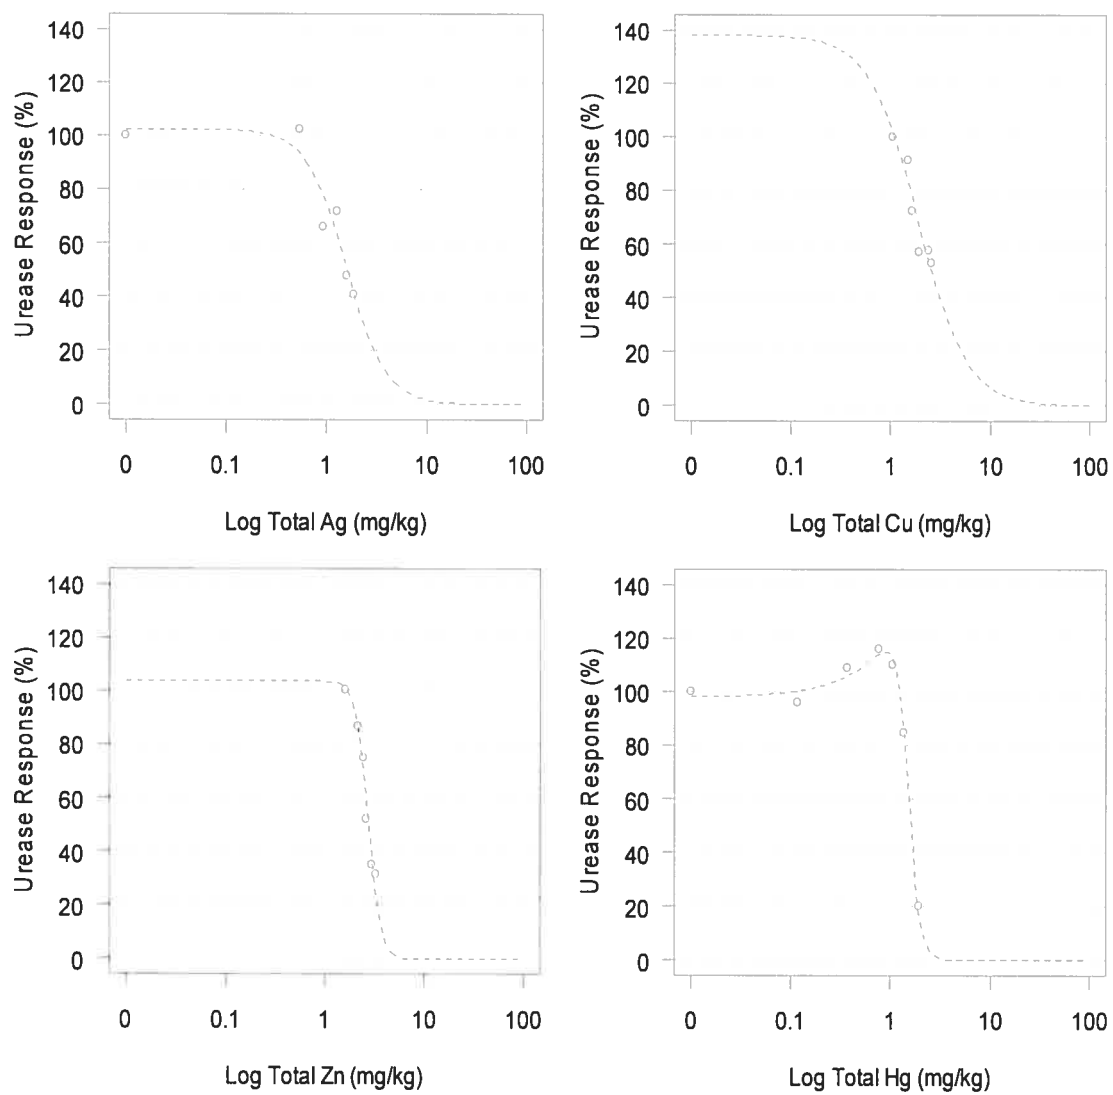 140
120
100
80
60
40
20
0
Urease Response (%)
0 0.1 1 10 100
Log Total Ag (mg/kg)
140
120
100
80
60
40
20
0
Urease Response (%)
0 0.1 1 10 100
Log Total Cu (mg/kg)
140
120
100
80
60
40
20
0
Urease Response (%)
0 0.1 1 10 100
Log Total Zn (mg/kg)
140
120
100
80
60
40
20
0
Urease Response (%)
0 0.1 1 10 100
Log Total Hg (mg/kg)